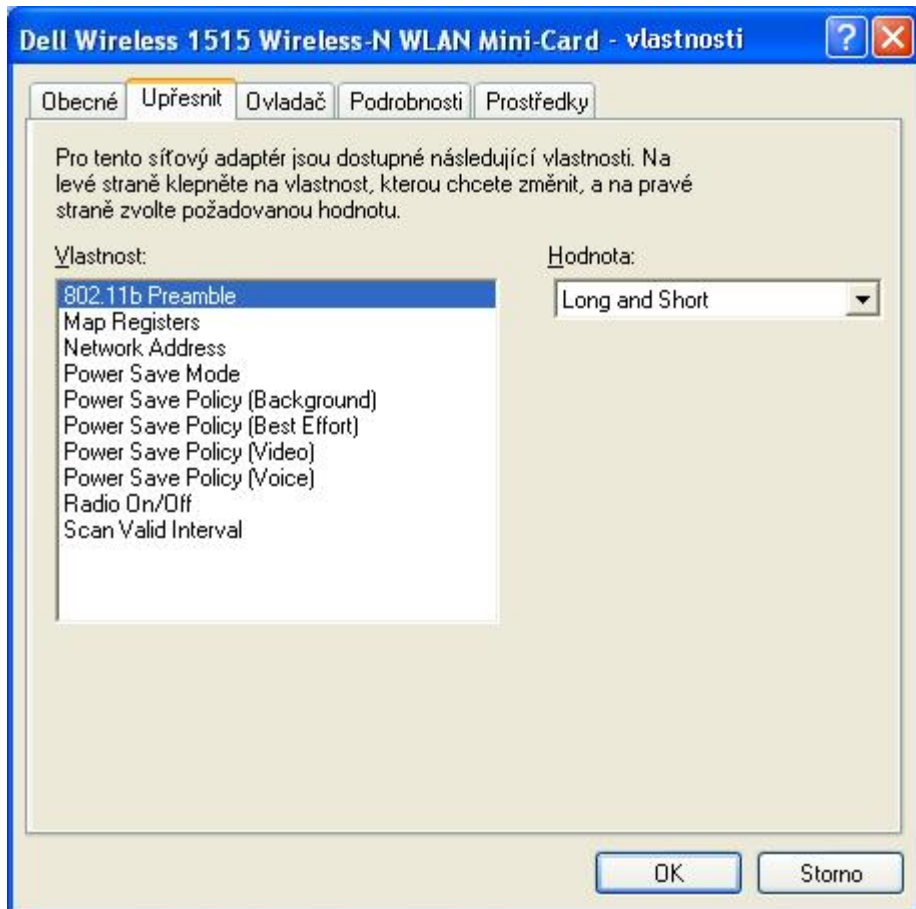 Dell Wireless 1515 Wireless-N WLAN Mini-Card - vlastnosti
Obecné Upřesnit Ovladač Podrobnosti Prostředky
Pro tento síťový adaptér jsou dostupné následující vlastnosti. Na
levé straně klepněte na vlastnost, kterou chcete změnit, a na pravé
straně zvolte požadovanou hodnotu.
Vlastnost:
802.11b Preamble
Map Registers
Network Address
Power Save Mode
Power Save Policy (Background)
Power Save Policy (Best Effort)
Power Save Policy (Video)
Power Save Policy (Voice)
Radio On/Off
Scan Valid Interval
Hodnota:
Long and Short
OK Storno